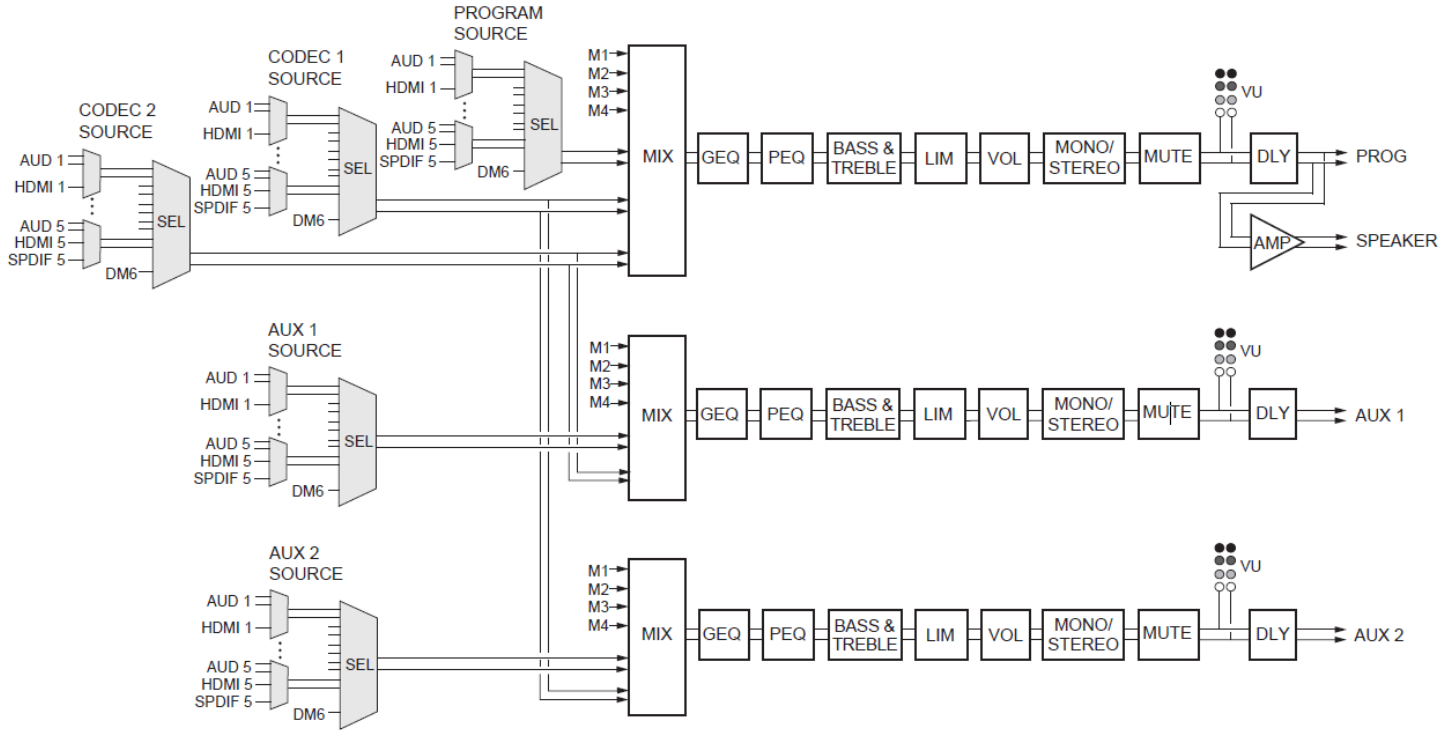 PROGRAM
SOURCE
AUD 1
HDMI 1
AUD 5
HDMI 5
SPDIF 5
DM6
SEL
CODEC 1
SOURCE
AUD 1
HDMI 1
AUD 5
HDMI 5
SPDIF 5
DM6
SEL
CODEC 2
SOURCE
AUD 1
HDMI 1
AUD 5
HDMI 5
SPDIF 5
DM6
SEL
M1
M2
M3
M4
MIX
GEQ
PEQ
BASS &
TREBLE
LIM
VOL
MONO/
STEREO
MUTE
VU
DLY
PROG
AMP
SPEAKER
AUX 1
SOURCE
AUD 1
HDMI 1
AUD 5
HDMI 5
SPDIF 5
DM6
SEL
M1
M2
M3
M4
MIX
GEQ
PEQ
BASS &
TREBLE
LIM
VOL
MONO/
STEREO
MUTE
VU
DLY
AUX 1
AUX 2
SOURCE
AUD 1
HDMI 1
AUD 5
HDMI 5
SPDIF 5
DM6
SEL
M1
M2
M3
M4
MIX
GEQ
PEQ
BASS &
TREBLE
LIM
VOL
MONO/
STEREO
MUTE
VU
DLY
AUX 2